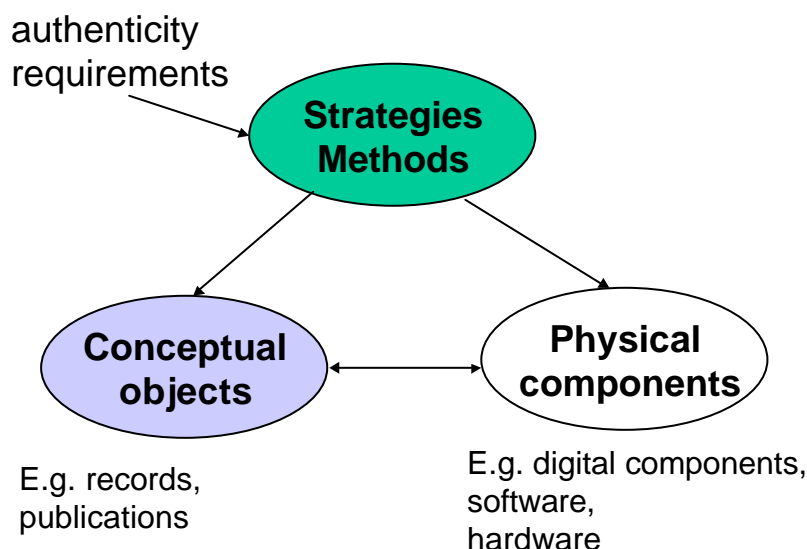 authenticity
requirements
Strategies
Methods
Conceptual
objects
Physical
components
E.g. records,
publications
E.g. digital components,
software,
hardware